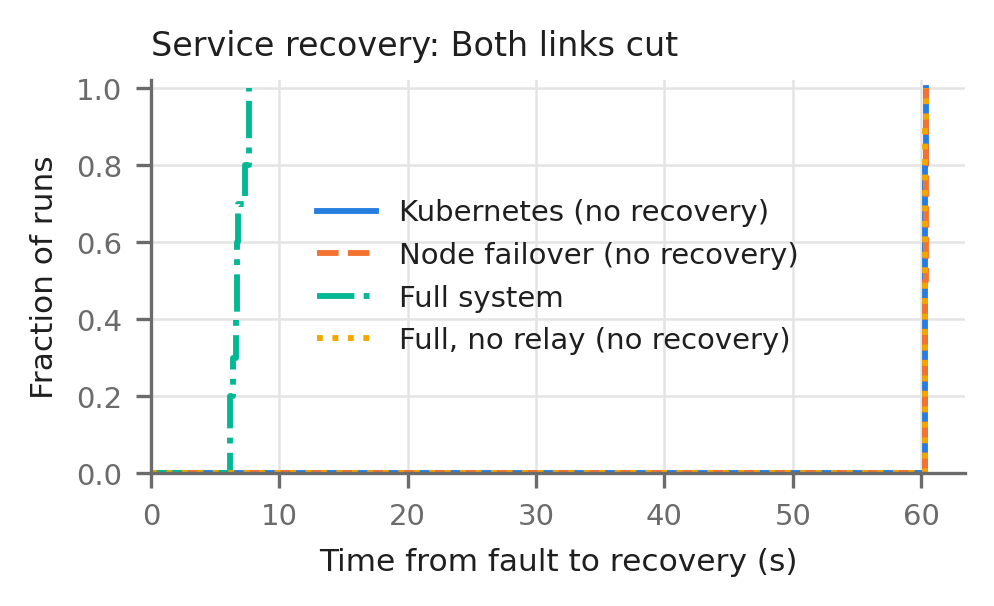 Service recovery: Both links cut
Fraction of runs
1.0
0.8
0.6
0.4
0.2
0.0
Kubernetes (no recovery)
Node failover (no recovery)
Full system
Full, no relay (no recovery)
0 10 20 30 40 50 60
Time from fault to recovery (s)